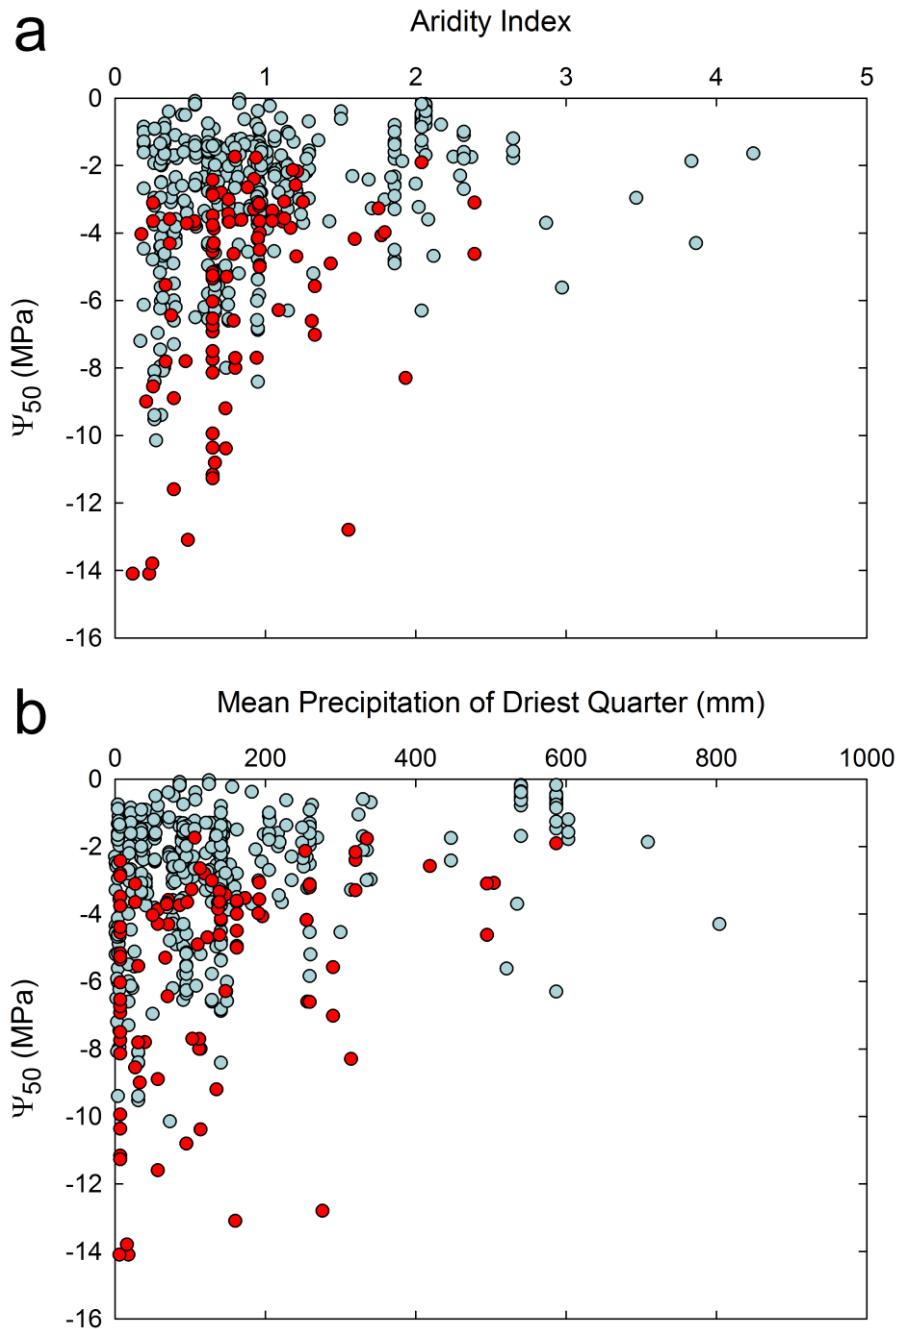 a
Aridity Index
0 1 2 3 4 5
0
-2
-4
-6
-8
-10
-12
-14
-16
Ψ50 (MPa)
b
Mean Precipitation of Driest Quarter (mm)
0 200 400 600 800 1000
0
-2
-4
-6
-8
-10
-12
-14
-16
Ψ50 (MPa)